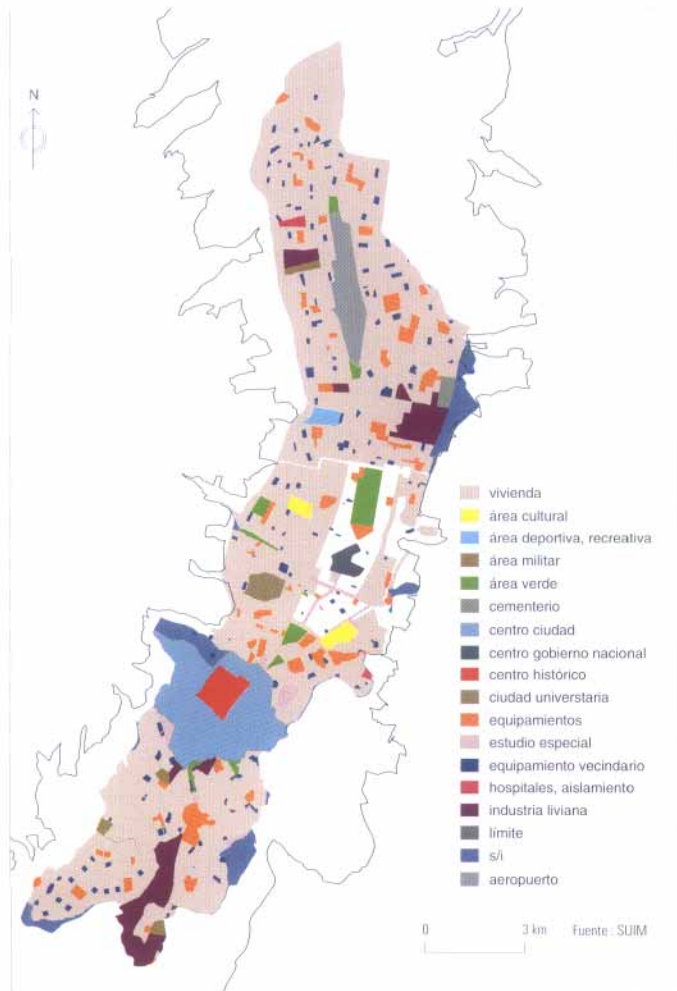 N
vivienda
área cultural
área deportiva, recreativa
área militar
área verde
cementerio
centro ciudad
centro gobierno nacional
centro histórico
ciudad universtaria
equipamientos
estudio especial
equipamiento vecindario
hospitales, aislamiento
industria liviana
límite
s/i
aeropuerto
0 3 km Fuente : SUIM